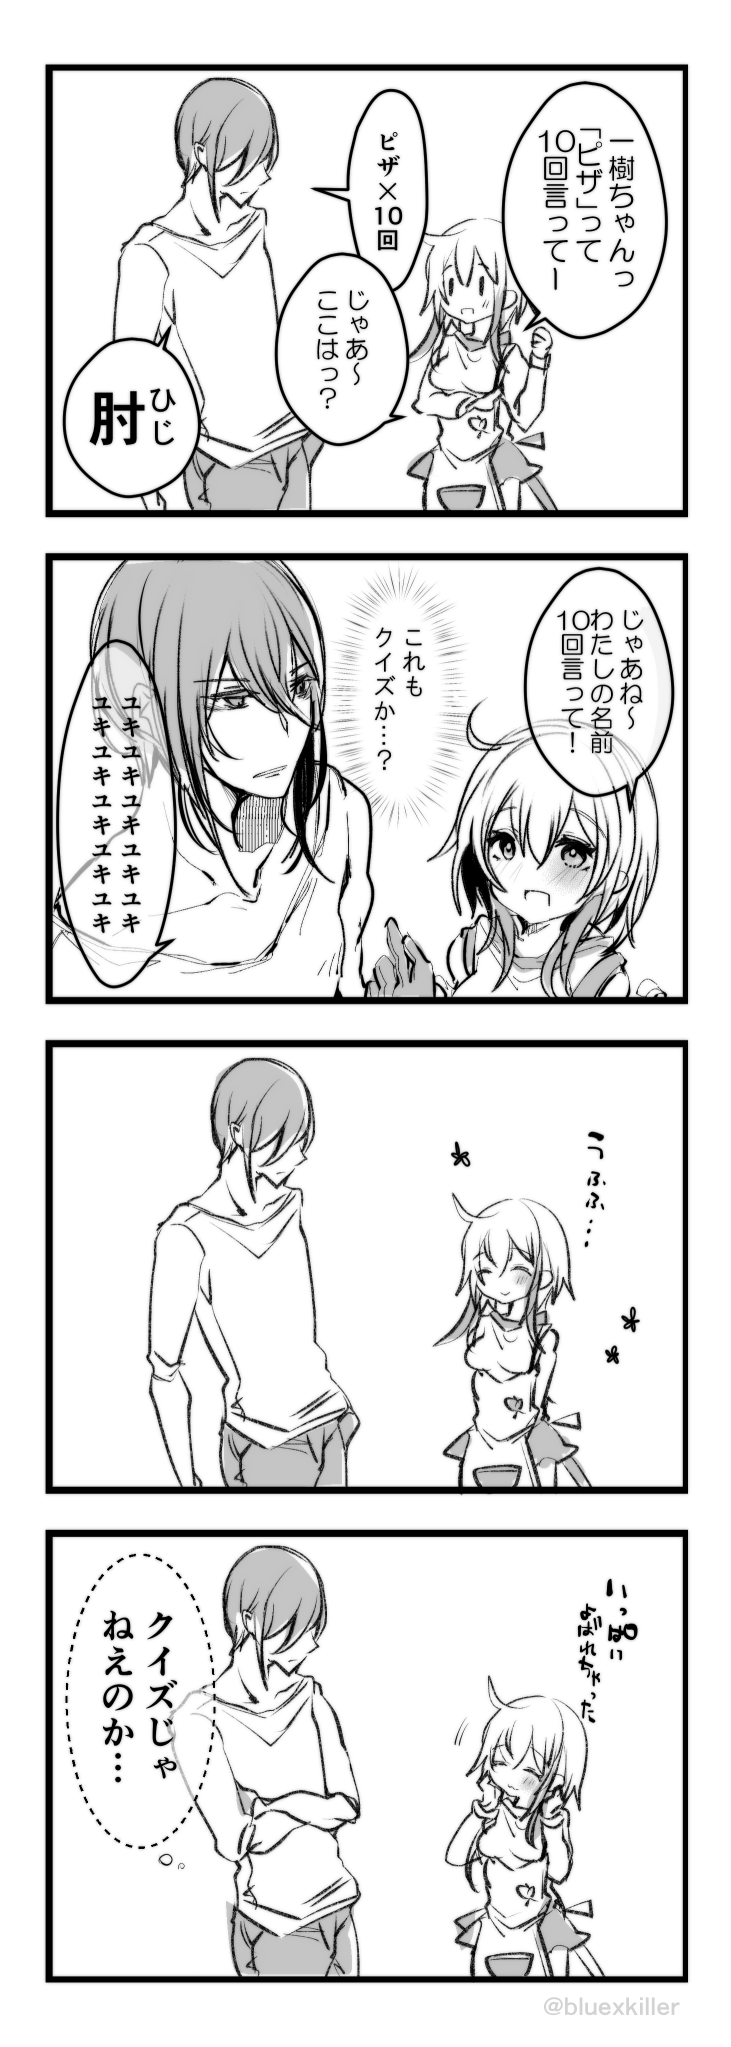 一樹ちゃんっ
「ピザ」って
10回言ってー
ピザ×10回
じゃあ〜
ここはっ?
ひじ
肘
じゃあね〜
わたしの名前
10回言って!
これも
クイズか…?
ユキユキユキユキユキ
ユキユキユキユキユキ
うふふ…
いっぱい
よばれちゃった
クイズじゃ
ねえのか…
@bluexkiller